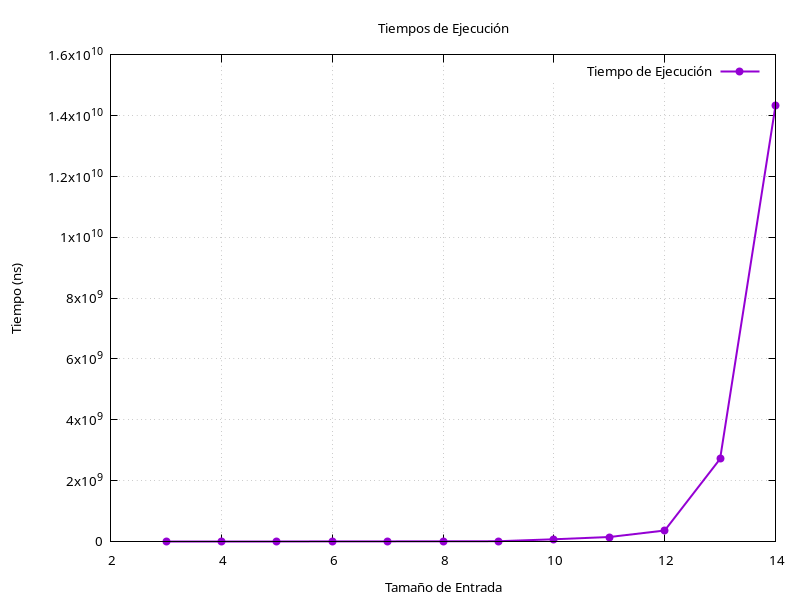 Tiempos de Ejecución
Tiempo de Ejecución
1.6x10^10
1.4x10^10
1.2x10^10
1x10^10
8x10^9
6x10^9
4x10^9
2x10^9
0
Tiempo (ns)
2 4 6 8 10 12 14
Tamaño de Entrada